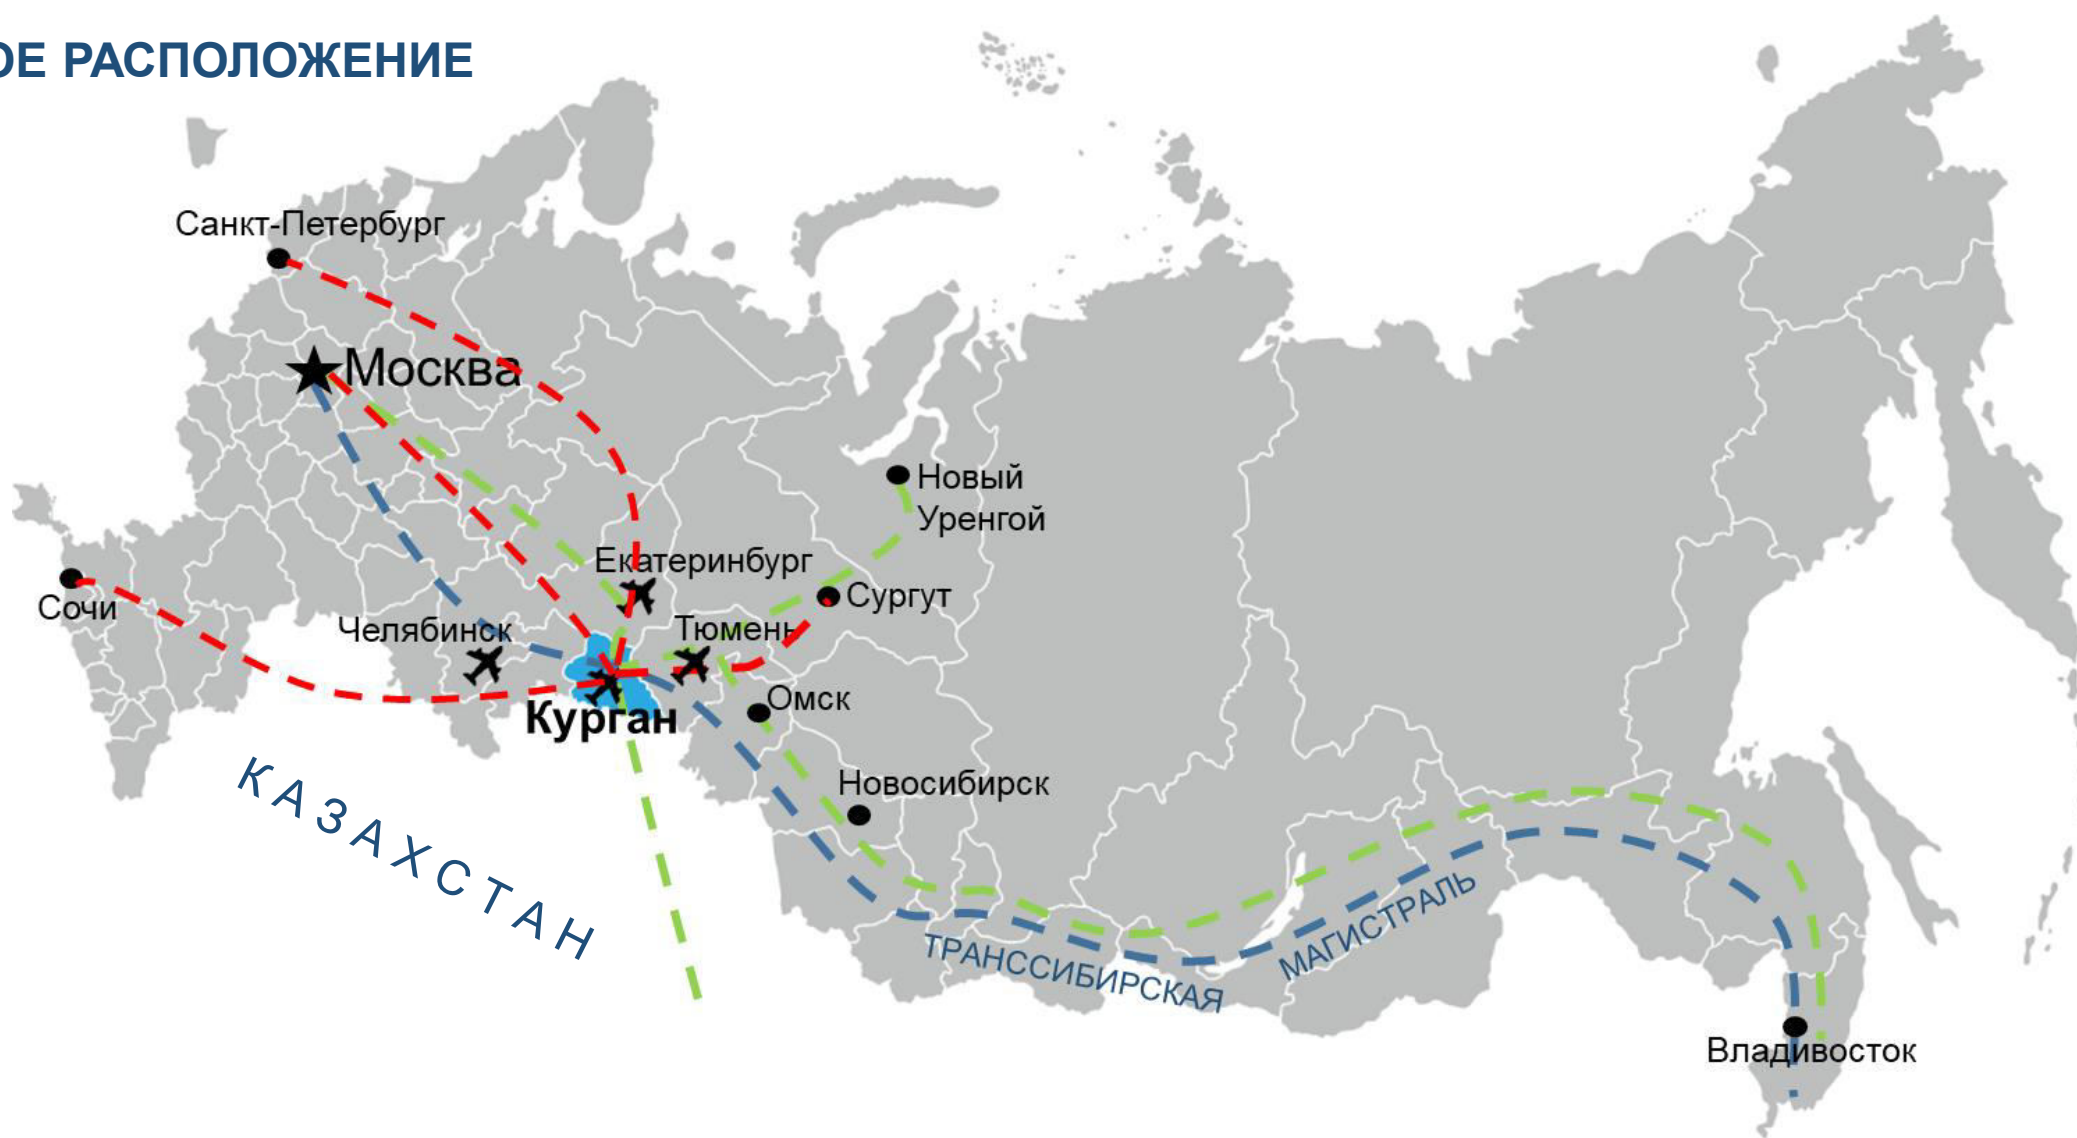 ОЕ РАСПОЛОЖЕНИЕ
Санкт-Петербург
Москва
Новый
Уренгой
Екатеринбург
Сургут
Сочи
Челябинск
Тюмень
Омск
Курган
КАЗАХСТАН
Новосибирск
ТРАНССИБИРСКАЯ
МАГИСТРАЛЬ
Владивосток